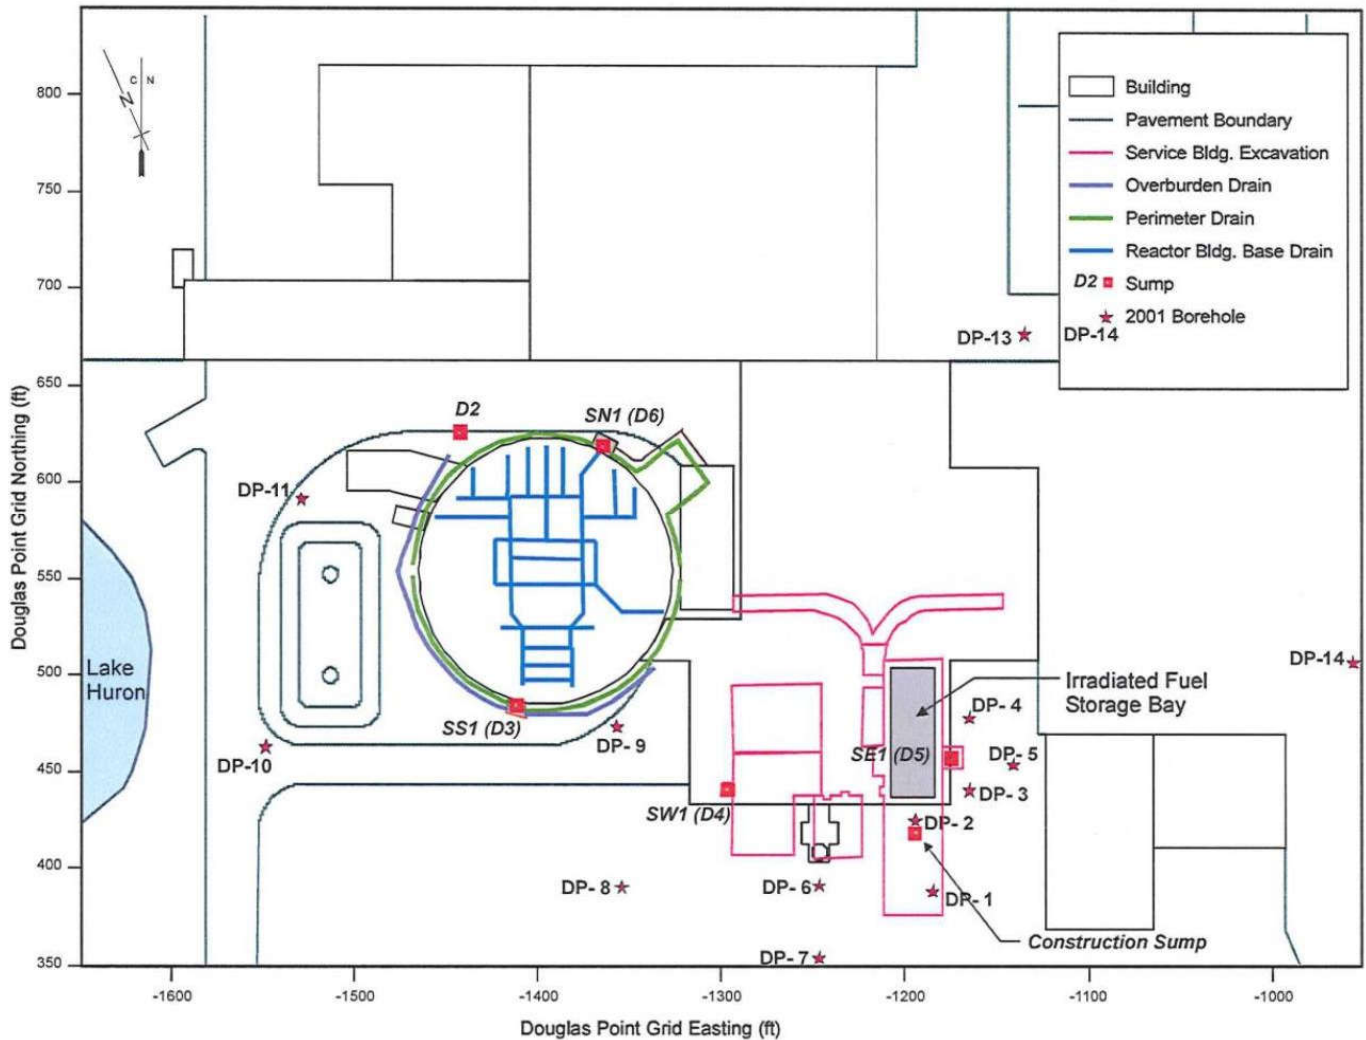 C N
N
Building
Pavement Boundary
Service Bldg. Excavation
Overburden Drain
Perimeter Drain
Reactor Bldg. Base Drain
D2 Sump
2001 Borehole
DP-13
DP-14
800
750
700
650
600
550
500
450
400
350
Douglas Point Grid Northing (ft)
D2
SN1 (D6)
DP-11
Lake
Huron
DP-14
Irradiated Fuel
Storage Bay
DP- 4
SS1 (D3)
DP- 9
SE1 (D5)
DP- 5
DP-10
DP- 3
SW1 (D4)
DP- 2
DP- 8
DP- 6
DP- 1
Construction Sump
DP- 7
-1600
-1500
-1400
-1300
-1200
-1100
-1000
Douglas Point Grid Easting (ft)